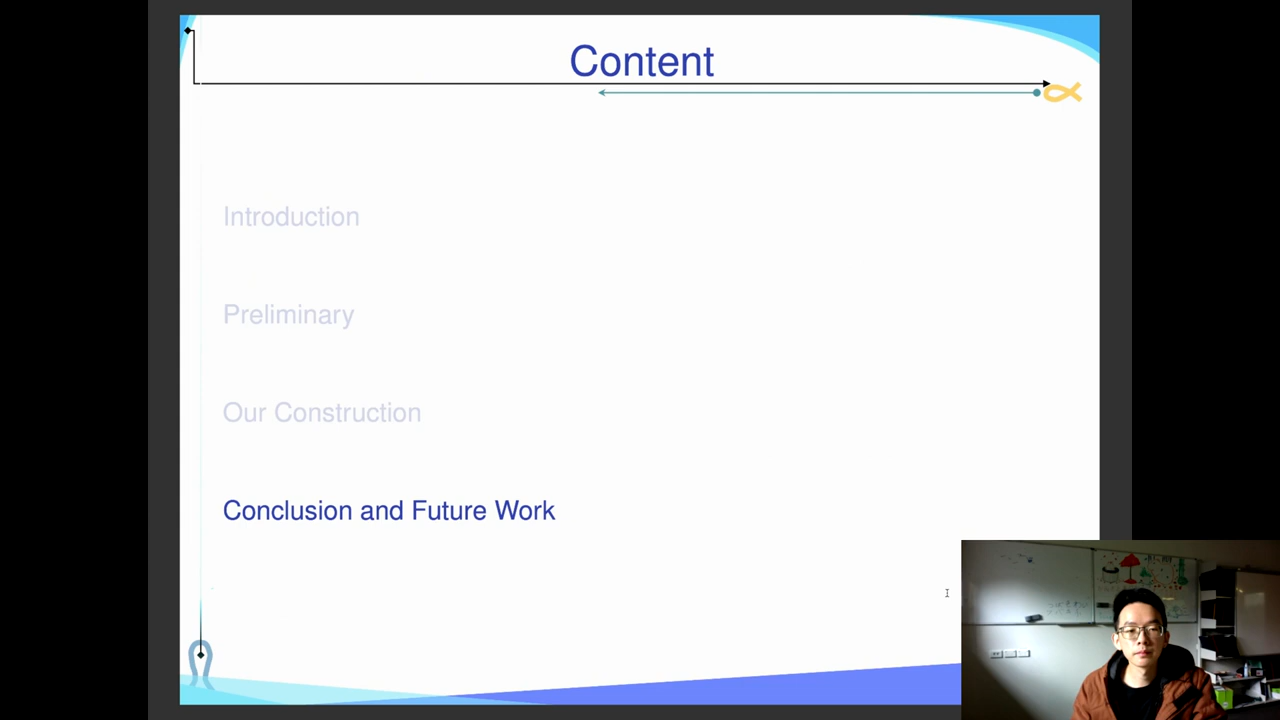 Content
Introduction
Preliminary
Our Construction
Conclusion and Future Work